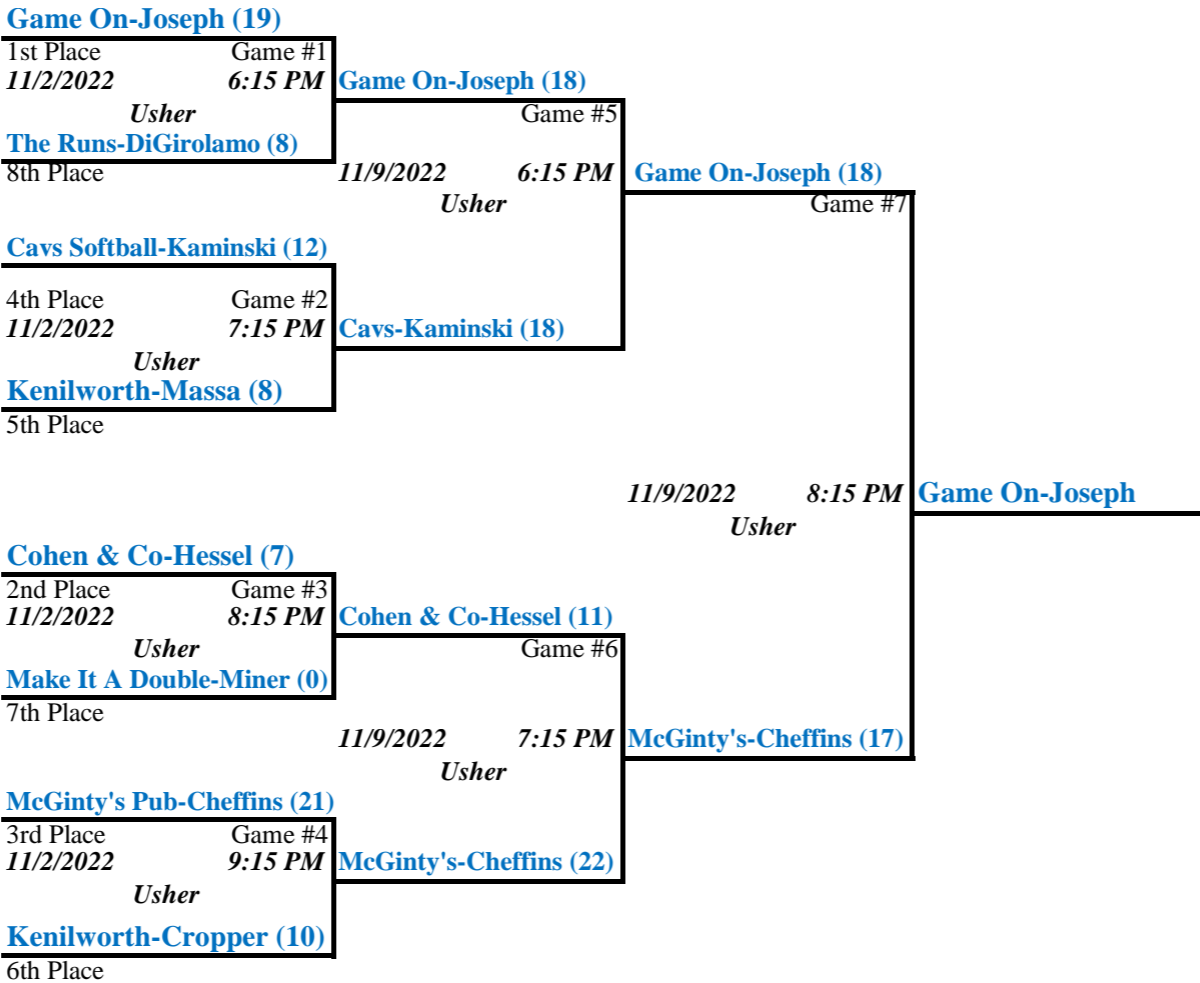 Game On-Joseph (19)
1st Place Game #1
11/2/2022 6:15 PM
Usher
The Runs-DiGirolamo (8)
8th Place
Game On-Joseph (18)
Game #5
11/9/2022 6:15 PM
Usher
Game On-Joseph (18)
Game #7
Cavs Softball-Kaminski (12)
4th Place Game #2
11/2/2022 7:15 PM
Usher
Kenilworth-Massa (8)
5th Place
Cavs-Kaminski (18)
11/9/2022 8:15 PM
Usher
Game On-Joseph
Cohen & Co-Hessel (7)
2nd Place Game #3
11/2/2022 8:15 PM
Usher
Make It A Double-Miner (0)
7th Place
Cohen & Co-Hessel (11)
Game #6
11/9/2022 7:15 PM
Usher
McGinty's-Cheffins (17)
McGinty's Pub-Cheffins (21)
3rd Place Game #4
11/2/2022 9:15 PM
Usher
Kenilworth-Cropper (10)
6th Place
McGinty's-Cheffins (22)